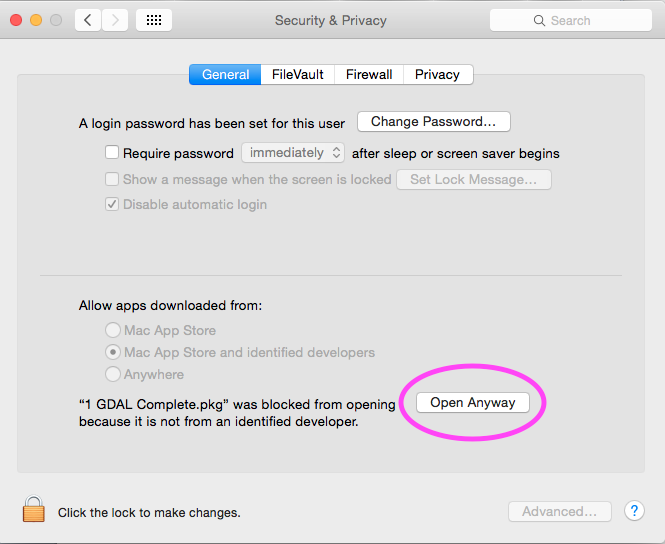 Security & Privacy
Search
General FileVault Firewall Privacy
A login password has been set for this user Change Password...
Require password immediately after sleep or screen saver begins
Show a message when the screen is locked Set Lock Message...
Disable automatic login
Allow apps downloaded from:
Mac App Store
Mac App Store and identified developers
Anywhere
“1 GDAL Complete.pkg” was blocked from opening Open Anyway
because it is not from an identified developer.
Click the lock to make changes. Advanced... ?